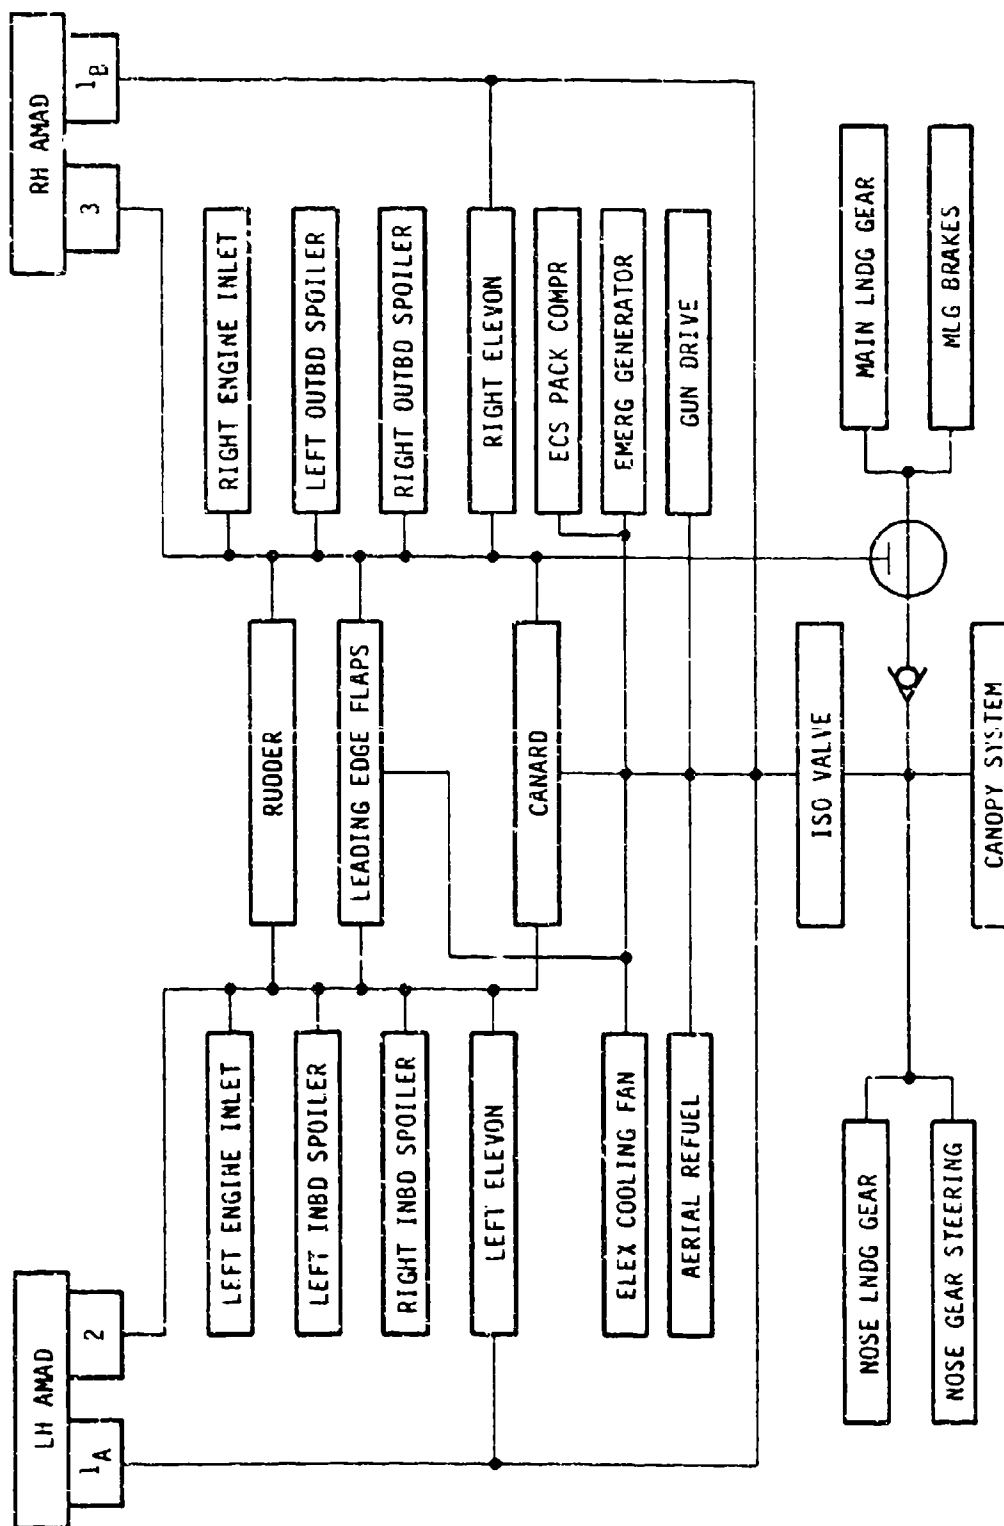 LH AMAD
1A
2
RH AMAD
3
1B
LEFT ENGINE INLET
LEFT INBD SPOILER
RIGHT INBD SPOILER
LEFT ELEVON
ELEX COOLING FAN
AERIAL REFUEL
NOSE LNDG GEAR
NOSE GEAR STEERING
RUDDER
LEADING EDGE FLAPS
CANARD
ISO VALVE
CANOPY SYSTEM
RIGHT ENGINE INLET
LEFT OUTBD SPOILER
RIGHT OUTBD SPOILER
RIGHT ELEVON
ECS PACK COMPR
EMERG GENERATOR
GUN DRIVE
MAIN LNDG GEAR
MLG BRAKES